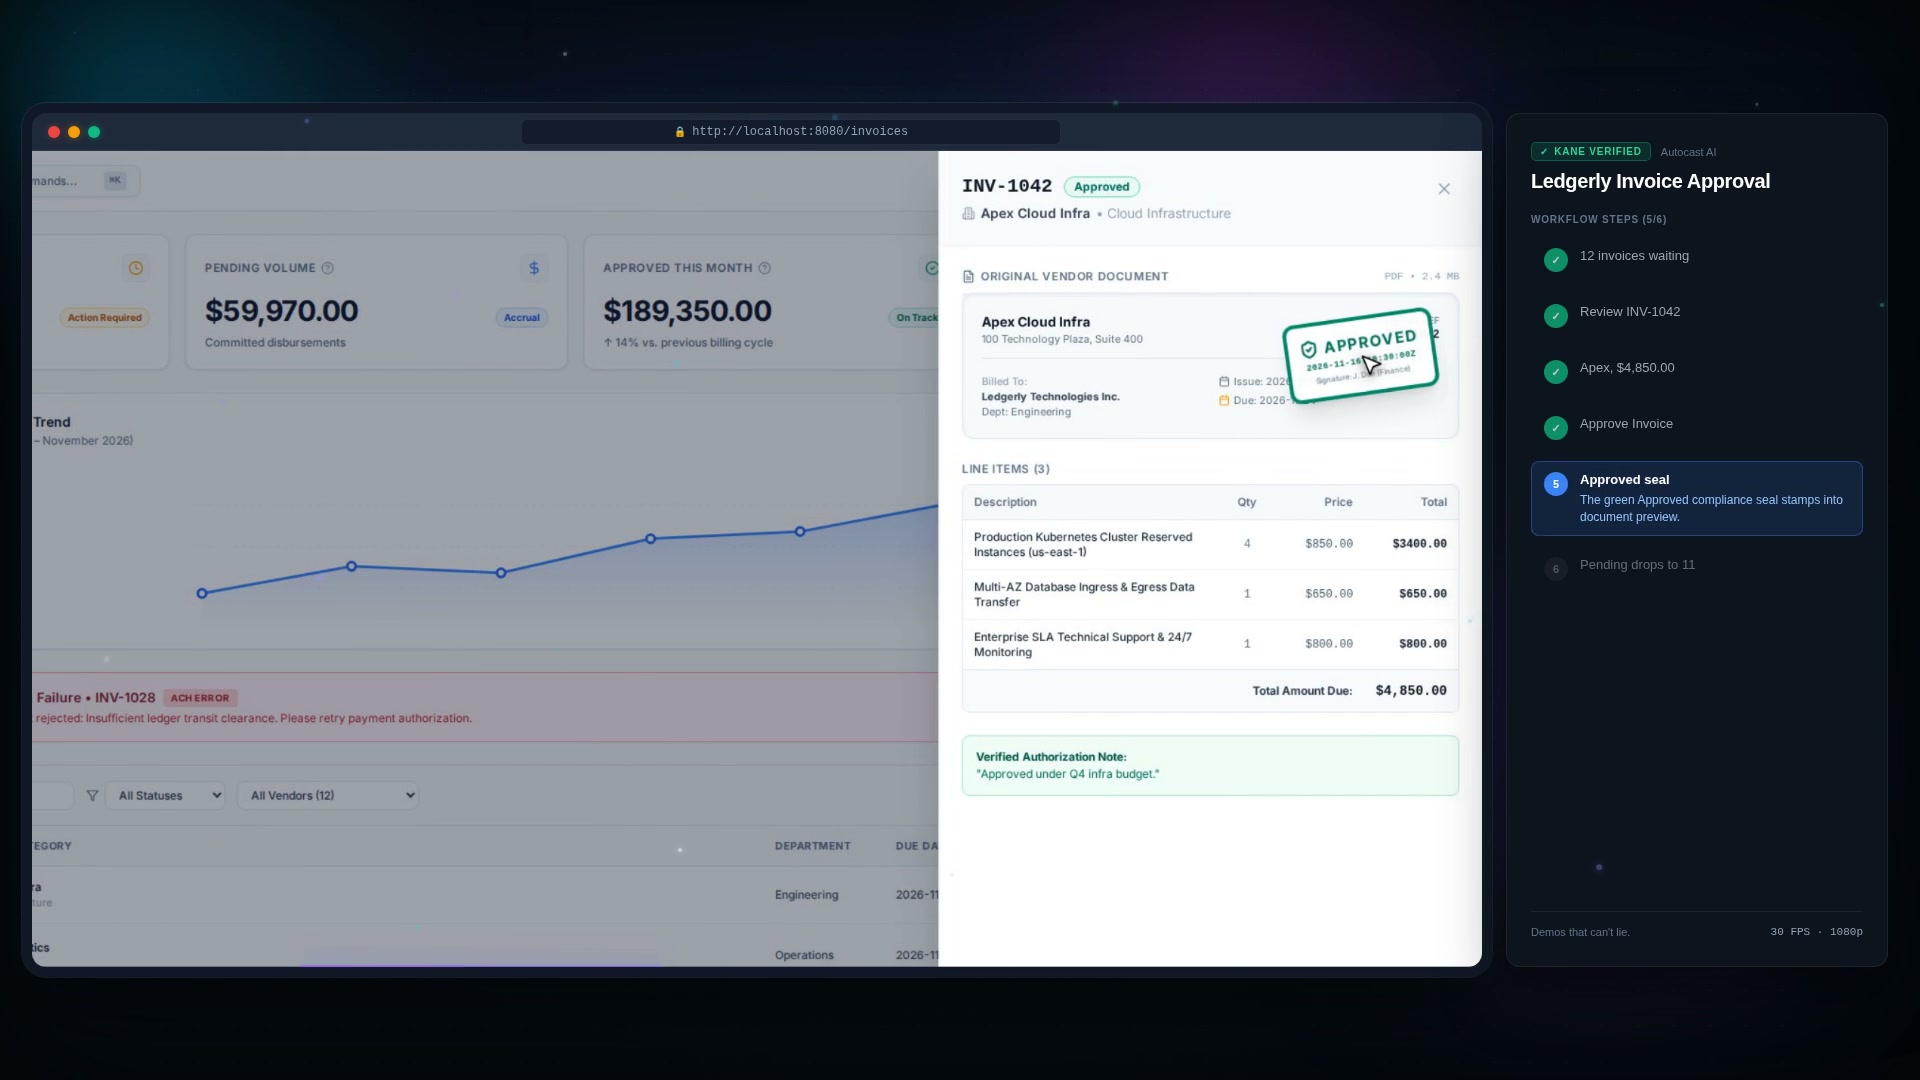 http://localhost:8080/invoices
mands...
⌘K
Action Required
PENDING VOLUME
$59,970.00
Accrual
Committed disbursements
APPROVED THIS MONTH
$189,350.00
On Track
↑ 14% vs. previous billing cycle
Trend
– November 2026)
Failure • INV-1028
ACH ERROR
rejected: Insufficient ledger transit clearance. Please retry payment authorization.
All Statuses
All Vendors (12)
EGORY
DEPARTMENT
DUE DA
ra
ture
Engineering
2026-11
tics
Operations
2026-11
INV-1042
Approved
Apex Cloud Infra • Cloud Infrastructure
ORIGINAL VENDOR DOCUMENT
PDF • 2.4 MB
Apex Cloud Infra
100 Technology Plaza, Suite 400
APPROVED
Signature: J.
(Finance)
Billed To:
Ledgerly Technologies Inc.
Dept: Engineering
Issue: 2026
Due: 2026-
LINE ITEMS (3)
Description Qty Price Total
Production Kubernetes Cluster Reserved
Instances (us-east-1)
4 $850.00 $3400.00
Multi-AZ Database Ingress & Egress Data
Transfer
1 $650.00 $650.00
Enterprise SLA Technical Support & 24/7
Monitoring
1 $800.00 $800.00
Total Amount Due: $4,850.00
Verified Authorization Note:
"Approved under Q4 infra budget."
✓ KANE VERIFIED
Autocast AI
Ledgerly Invoice Approval
WORKFLOW STEPS (5/6)
✓ 12 invoices waiting
✓ Review INV-1042
✓ Apex, $4,850.00
✓ Approve Invoice
5 Approved seal
The green Approved compliance seal stamps into
document preview.
6 Pending drops to 11
Demos that can't lie.
30 FPS · 1080p